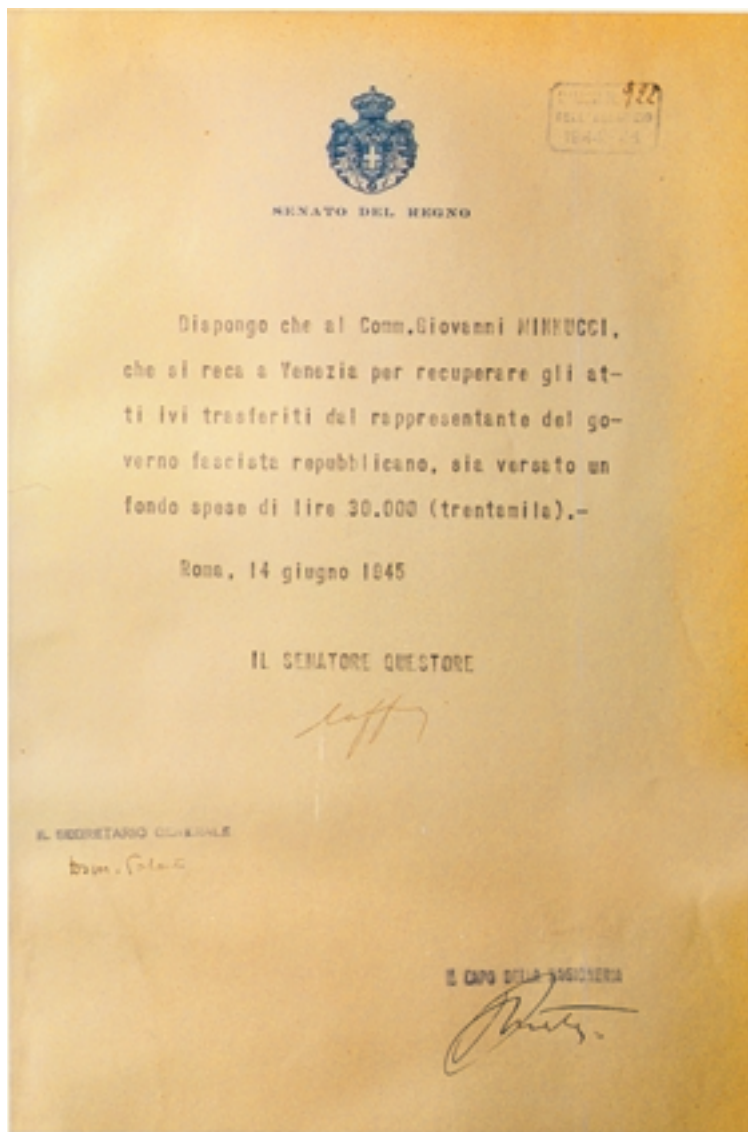 922
SENATO DEL REGNO
Dispongo che al Comm.Giovanni MINNUCCI,
che si reca a Venezia per recuperare gli at-
ti ivi trasferiti dal rappresentante del go-
verno fascista repubblicano, sia versato un
fondo spese di lire 30.000 (trentamila).-
Roma, 14 giugno 1945
IL SENATORE QUESTORE
IL SEGRETARIO GENERALE
IL CAPO DELLA RAGIONERIA